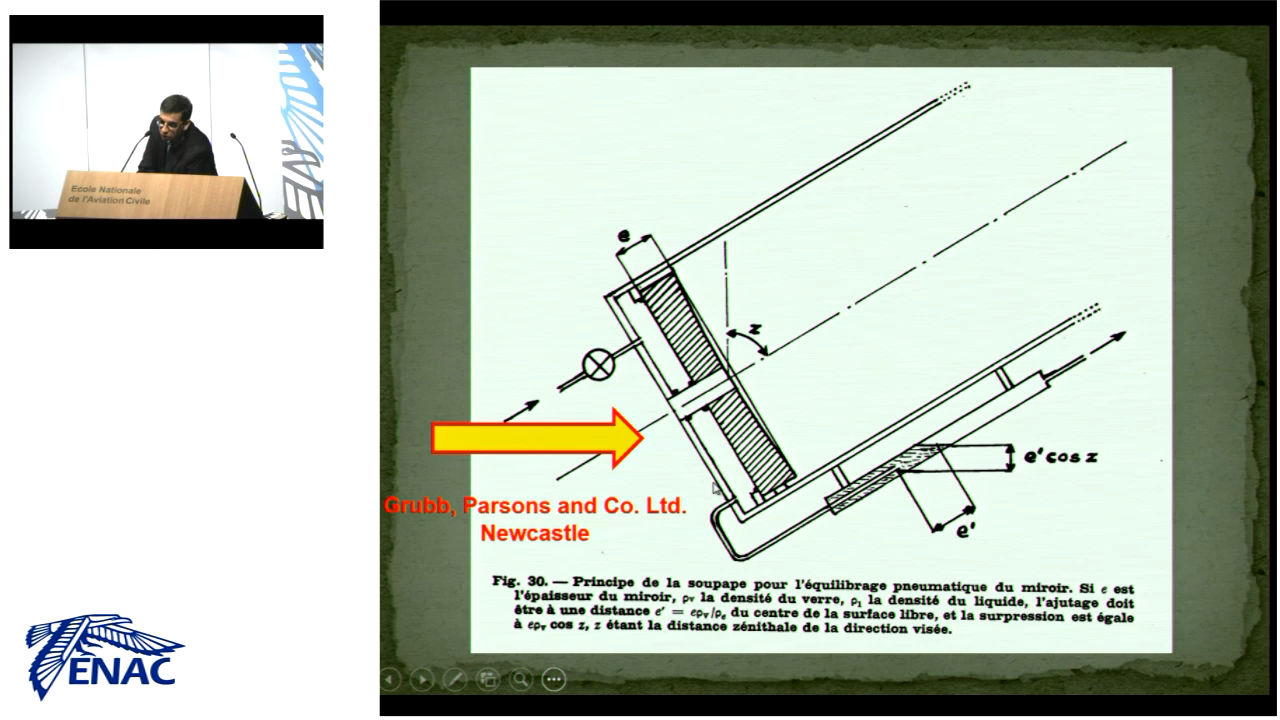 Ecole Nationale
de l'Aviation Civile
e
z
e' cos z
e'
Grubb, Parsons and Co. Ltd.
Newcastle
Fig. 30. — Principe de la soupape pour l'équilibrage pneumatique du miroir. Si e est
l'épaisseur du miroir, ρv la densité du verre, ρ1 la densité du liquide, l'ajutage doit
être à une distance e' = eρv/ρe du centre de la surface libre, et la surpression est égale
à eρv cos z, z étant la distance zénithale de la direction visée.
ENAC